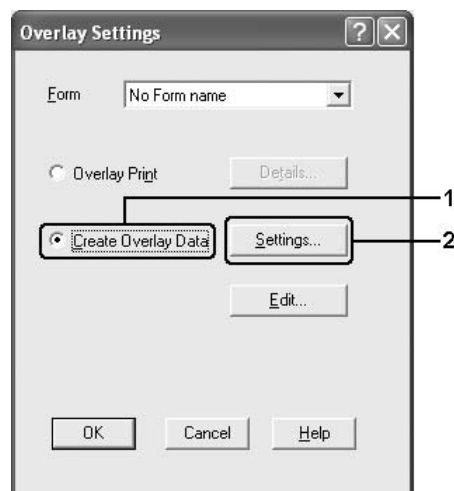 Overlay Settings
Form No Form name
Overlay Print Details...
1
Create Overlay Data Settings...
2
Edit...
OK Cancel Help